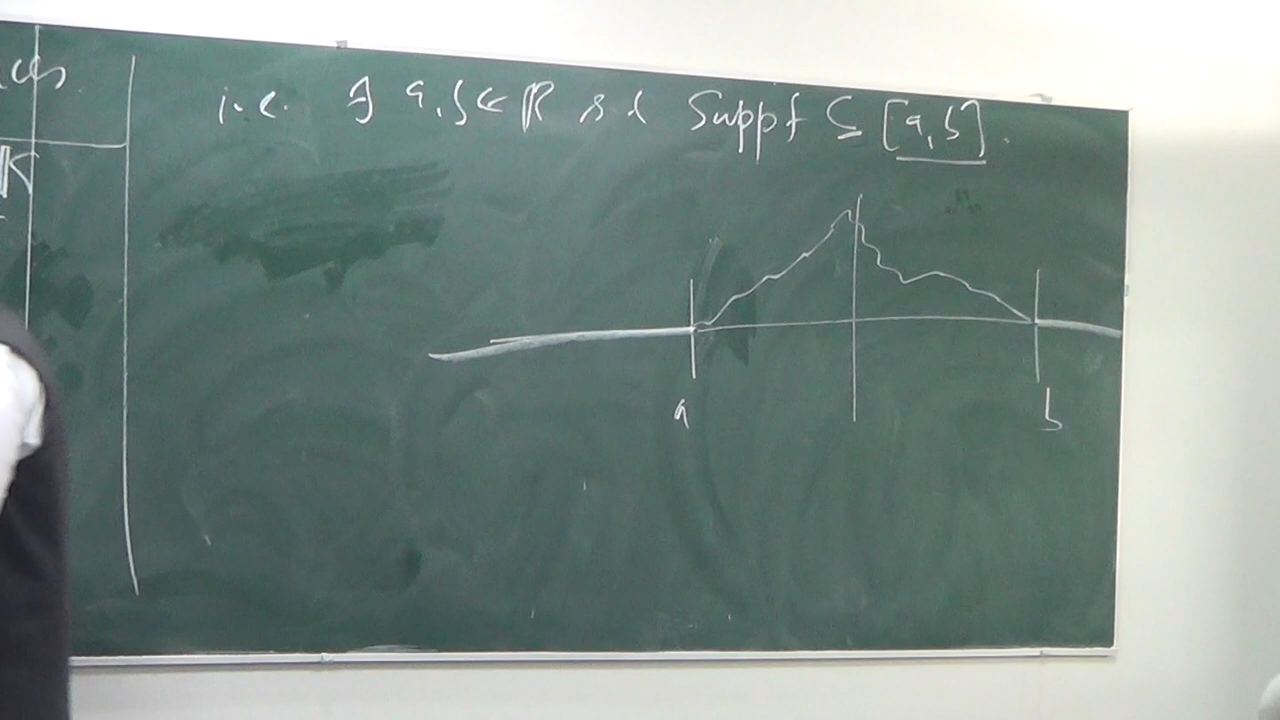 i.e. ∃ a, b ∈ ℝ s.t Supp f ⊆ [a, b].
K
a
b